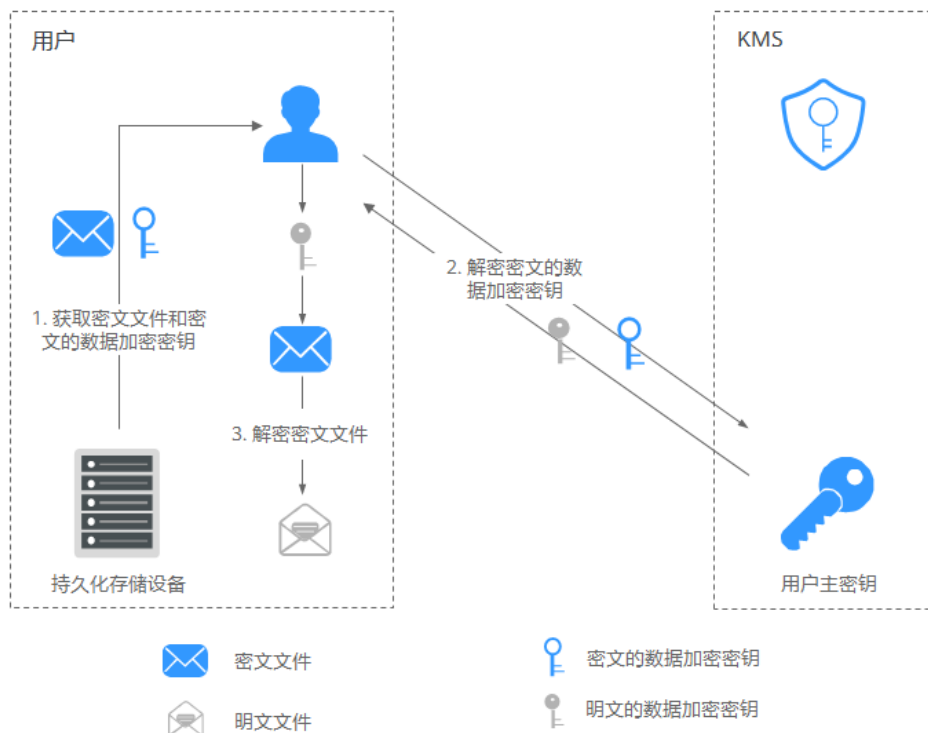 用户
KMS
1. 获取密文文件和密
文的数据加密密钥
2. 解密密文的数
据加密密钥
3. 解密密文文件
持久化存储设备
用户主密钥
密文文件
密文的数据加密密钥
明文文件
明文的数据加密密钥